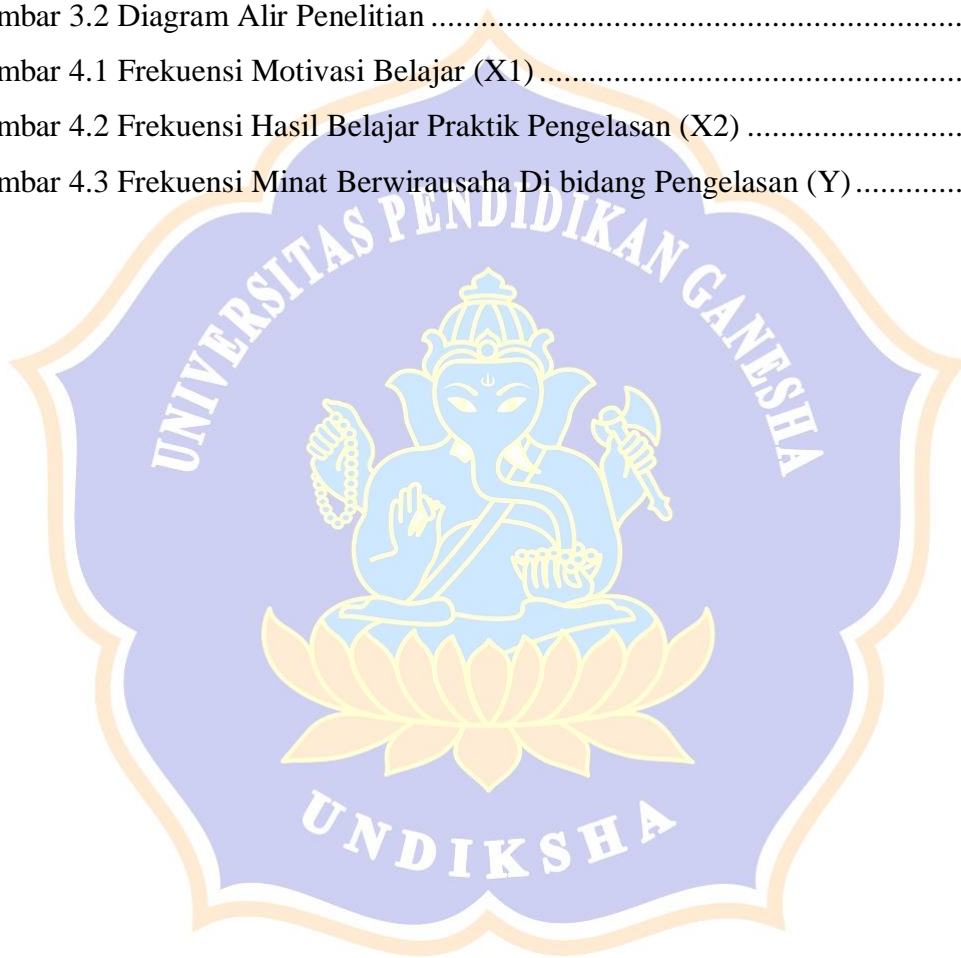 mbar 3.2 Diagram Alir Penelitian ................................................................
mbar 4.1 Frekuensi Motivasi Belajar (X1) ...................................................
mbar 4.2 Frekuensi Hasil Belajar Praktik Pengelasan (X2) ..........................
mbar 4.3 Frekuensi Minat Berwirausaha Di bidang Pengelasan (Y) .............
UNIVERSITAS PENDIDIKAN GANESHA
UNDIKSHA